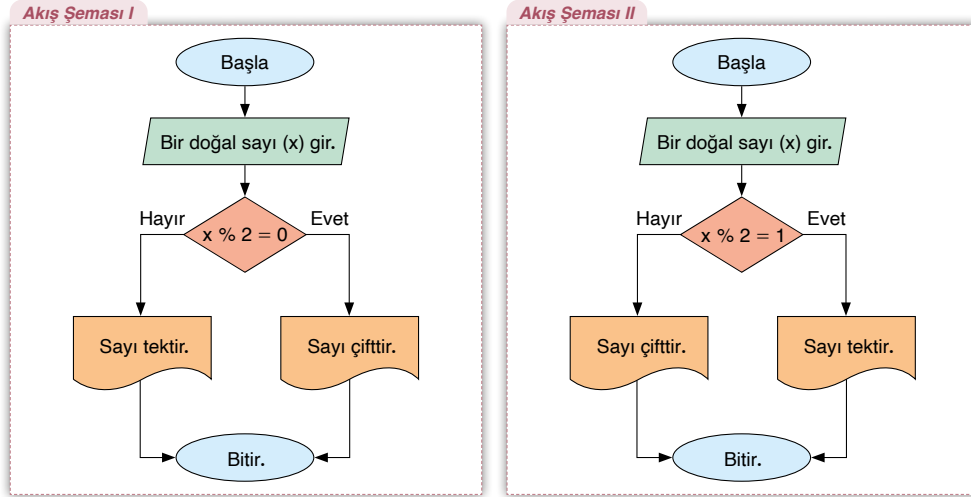 Akış Şeması I
Başla
Bir doğal sayı (x) gir.
Hayır
Evet
x % 2 = 0
Sayı tektir.
Sayı çifttir.
Bitir.
Akış Şeması II
Başla
Bir doğal sayı (x) gir.
Hayır
Evet
x % 2 = 1
Sayı çifttir.
Sayı tektir.
Bitir.